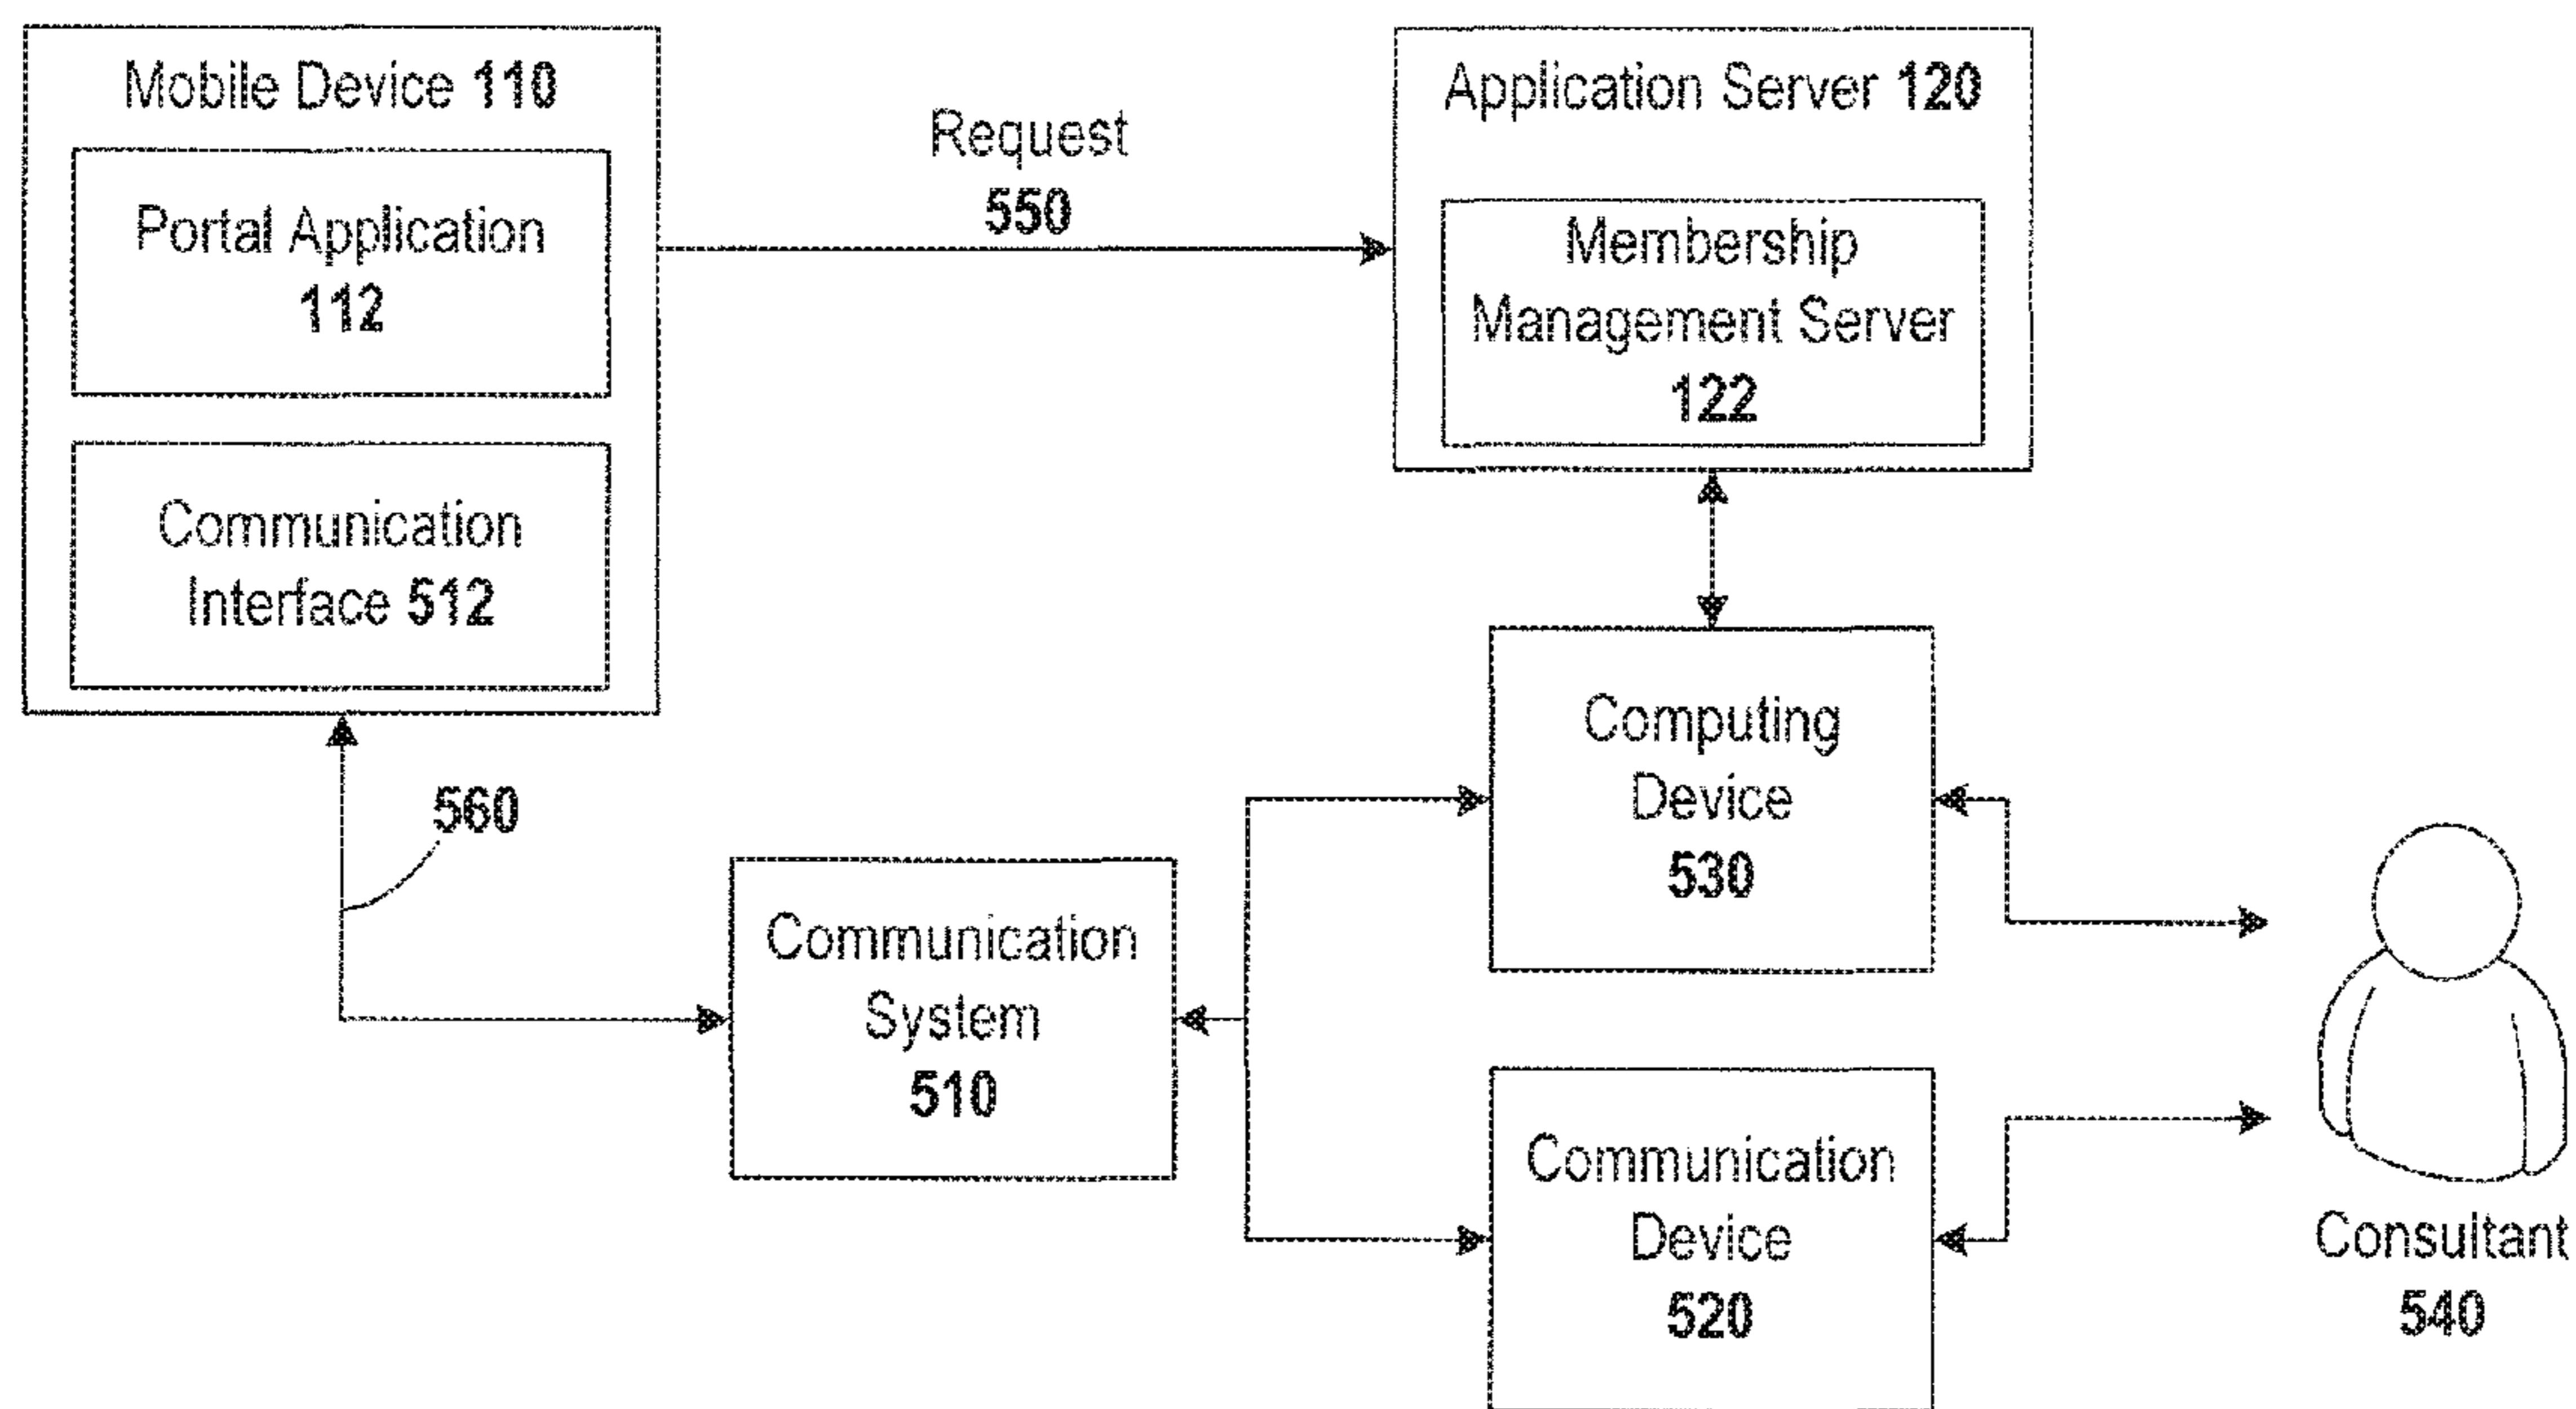 Mobile Device 110
Portal Application
112
Communication
Interface 512
Request
550
Application Server 120
Membership
Management Server
122
560
Communication
System
510
Computing
Device
530
Communication
Device
520
Consultant
540